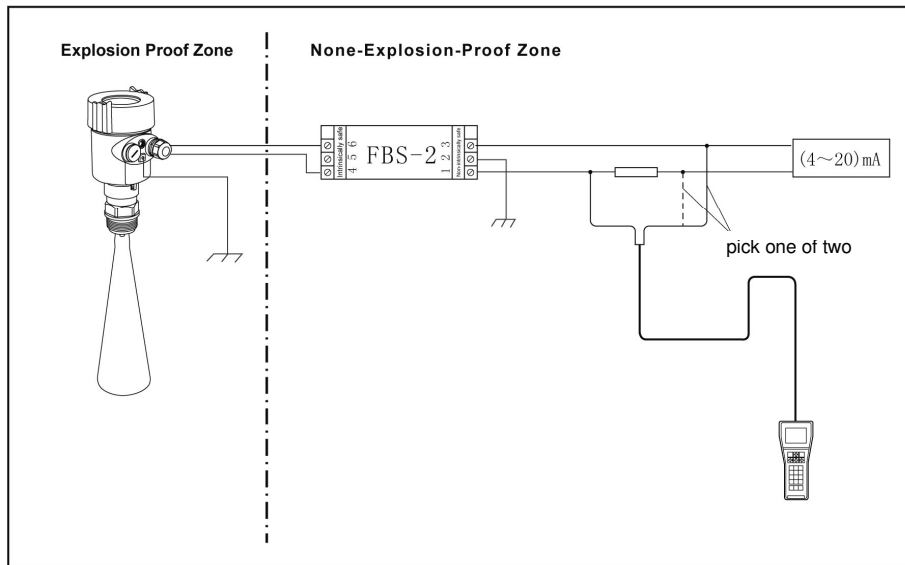 Explosion Proof Zone
None-Explosion-Proof Zone
Intrinsically safe
4 5 6
FBS-2
1 2 3
Non-intrinsically safe
(4~20)mA
pick one of two